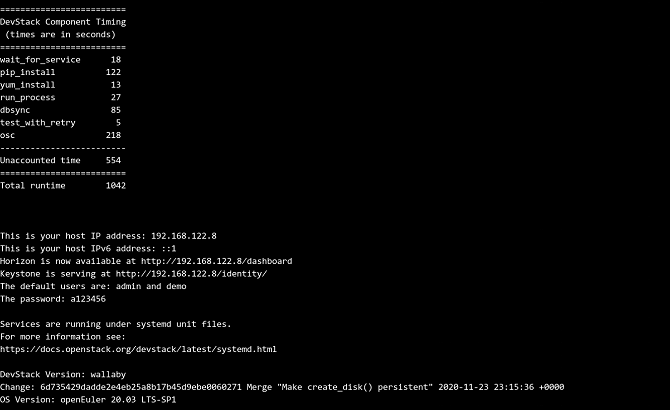 =========================
DevStack Component Timing
(times are in seconds)
=========================
wait_for_service 18
pip_install 122
yum_install 13
run_process 27
dbsync 85
test_with_retry 5
osc 218
-------------------------
Unaccounted time 554
=========================
Total runtime 1042
This is your host IP address: 192.168.122.8
This is your host IPv6 address: ::1
Horizon is now available at http://192.168.122.8/dashboard
Keystone is serving at http://192.168.122.8/identity/
The default users are: admin and demo
The password: a123456
Services are running under systemd unit files.
For more information see:
https://docs.openstack.org/devstack/latest/systemd.html
DevStack Version: wallaby
Change: 6d735429dadde2e4eb25a8b17b45d9ebe0060271 Merge "Make create_disk() persistent" 2020-11-23 23:15:36 +0000
OS Version: openEuler 20.03 LTS-SP1